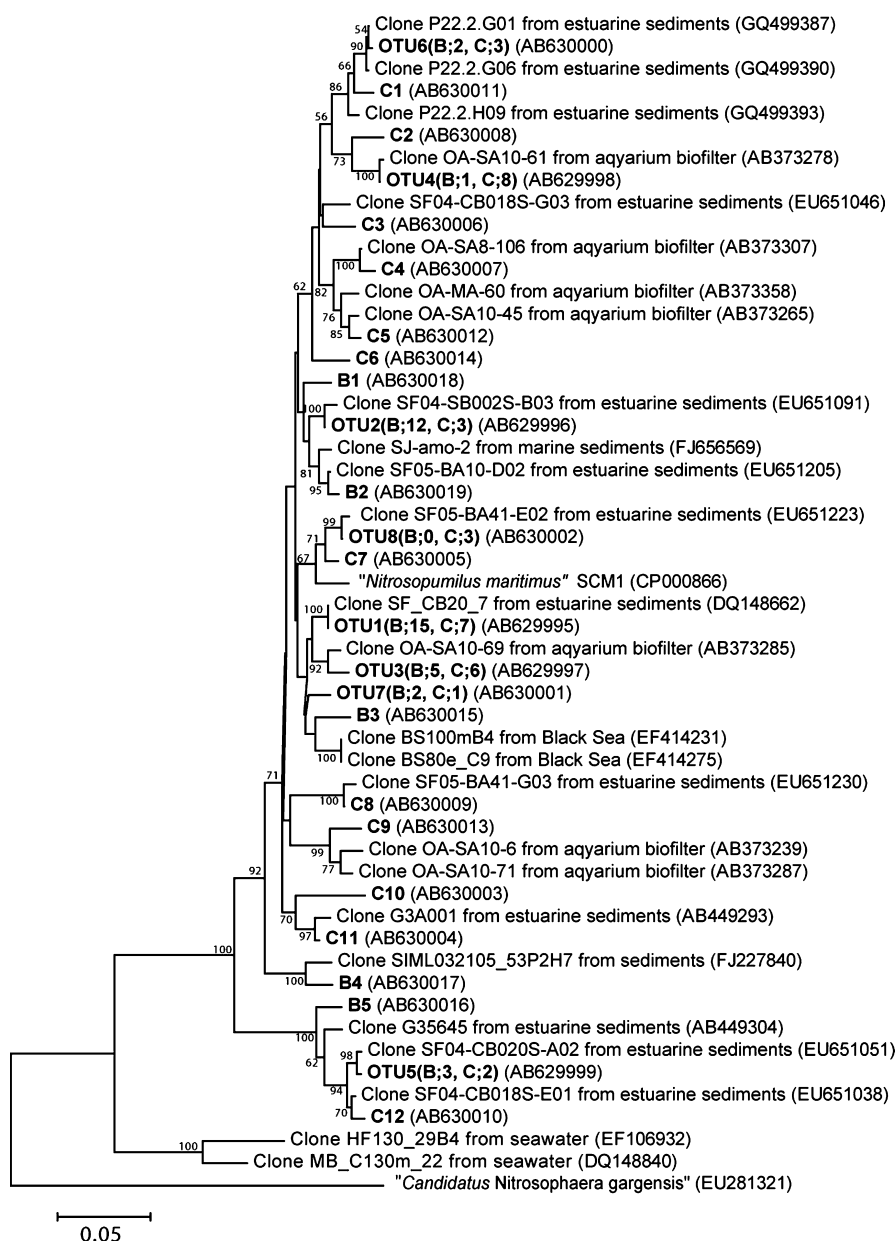 54
Clone P22.2.G01 from estuarine sediments (GQ499387)
90
OTU6(B;2, C;3) (AB630000)
66
Clone P22.2.G06 from estuarine sediments (GQ499390)
86
C1 (AB630011)
Clone P22.2.H09 from estuarine sediments (GQ499393)
56
C2 (AB630008)
73
Clone OA-SA10-61 from aqyarium biofilter (AB373278)
100
OTU4(B;1, C;8) (AB629998)
Clone SF04-CB018S-G03 from estuarine sediments (EU651046)
C3 (AB630006)
Clone OA-SA8-106 from aqyarium biofilter (AB373307)
100
C4 (AB630007)
62
82
Clone OA-MA-60 from aqyarium biofilter (AB373358)
76
Clone OA-SA10-45 from aqyarium biofilter (AB373265)
85
C5 (AB630012)
C6 (AB630014)
B1 (AB630018)
100
Clone SF04-SB002S-B03 from estuarine sediments (EU651091)
OTU2(B;12, C;3) (AB629996)
Clone SJ-amo-2 from marine sediments (FJ656569)
81
Clone SF05-BA10-D02 from estuarine sediments (EU651205)
95
B2 (AB630019)
99
Clone SF05-BA41-E02 from estuarine sediments (EU651223)
71
OTU8(B;0, C;3) (AB630002)
67
C7 (AB630005)
"Nitrosopumilus maritimus" SCM1 (CP000866)
100
Clone SF_CB20_7 from estuarine sediments (DQ148662)
OTU1(B;15, C;7) (AB629995)
Clone OA-SA10-69 from aqyarium biofilter (AB373285)
92
OTU3(B;5, C;6) (AB629997)
OTU7(B;2, C;1) (AB630001)
B3 (AB630015)
Clone BS100mB4 from Black Sea (EF414231)
100
Clone BS80e_C9 from Black Sea (EF414275)
71
Clone SF05-BA41-G03 from estuarine sediments (EU651230)
100
C8 (AB630009)
C9 (AB630013)
99
Clone OA-SA10-6 from aqyarium biofilter (AB373239)
77
Clone OA-SA10-71 from aqyarium biofilter (AB373287)
92
C10 (AB630003)
70
Clone G3A001 from estuarine sediments (AB449293)
97
C11 (AB630004)
100
Clone SIML032105_53P2H7 from sediments (FJ227840)
100
B4 (AB630017)
B5 (AB630016)
100
Clone G35645 from estuarine sediments (AB449304)
62
98
Clone SF04-CB020S-A02 from estuarine sediments (EU651051)
OTU5(B;3, C;2) (AB629999)
94
Clone SF04-CB018S-E01 from estuarine sediments (EU651038)
70
C12 (AB630010)
100
Clone HF130_29B4 from seawater (EF106932)
Clone MB_C130m_22 from seawater (DQ148840)
"Candidatus Nitrosophaera gargensis" (EU281321)
0.05